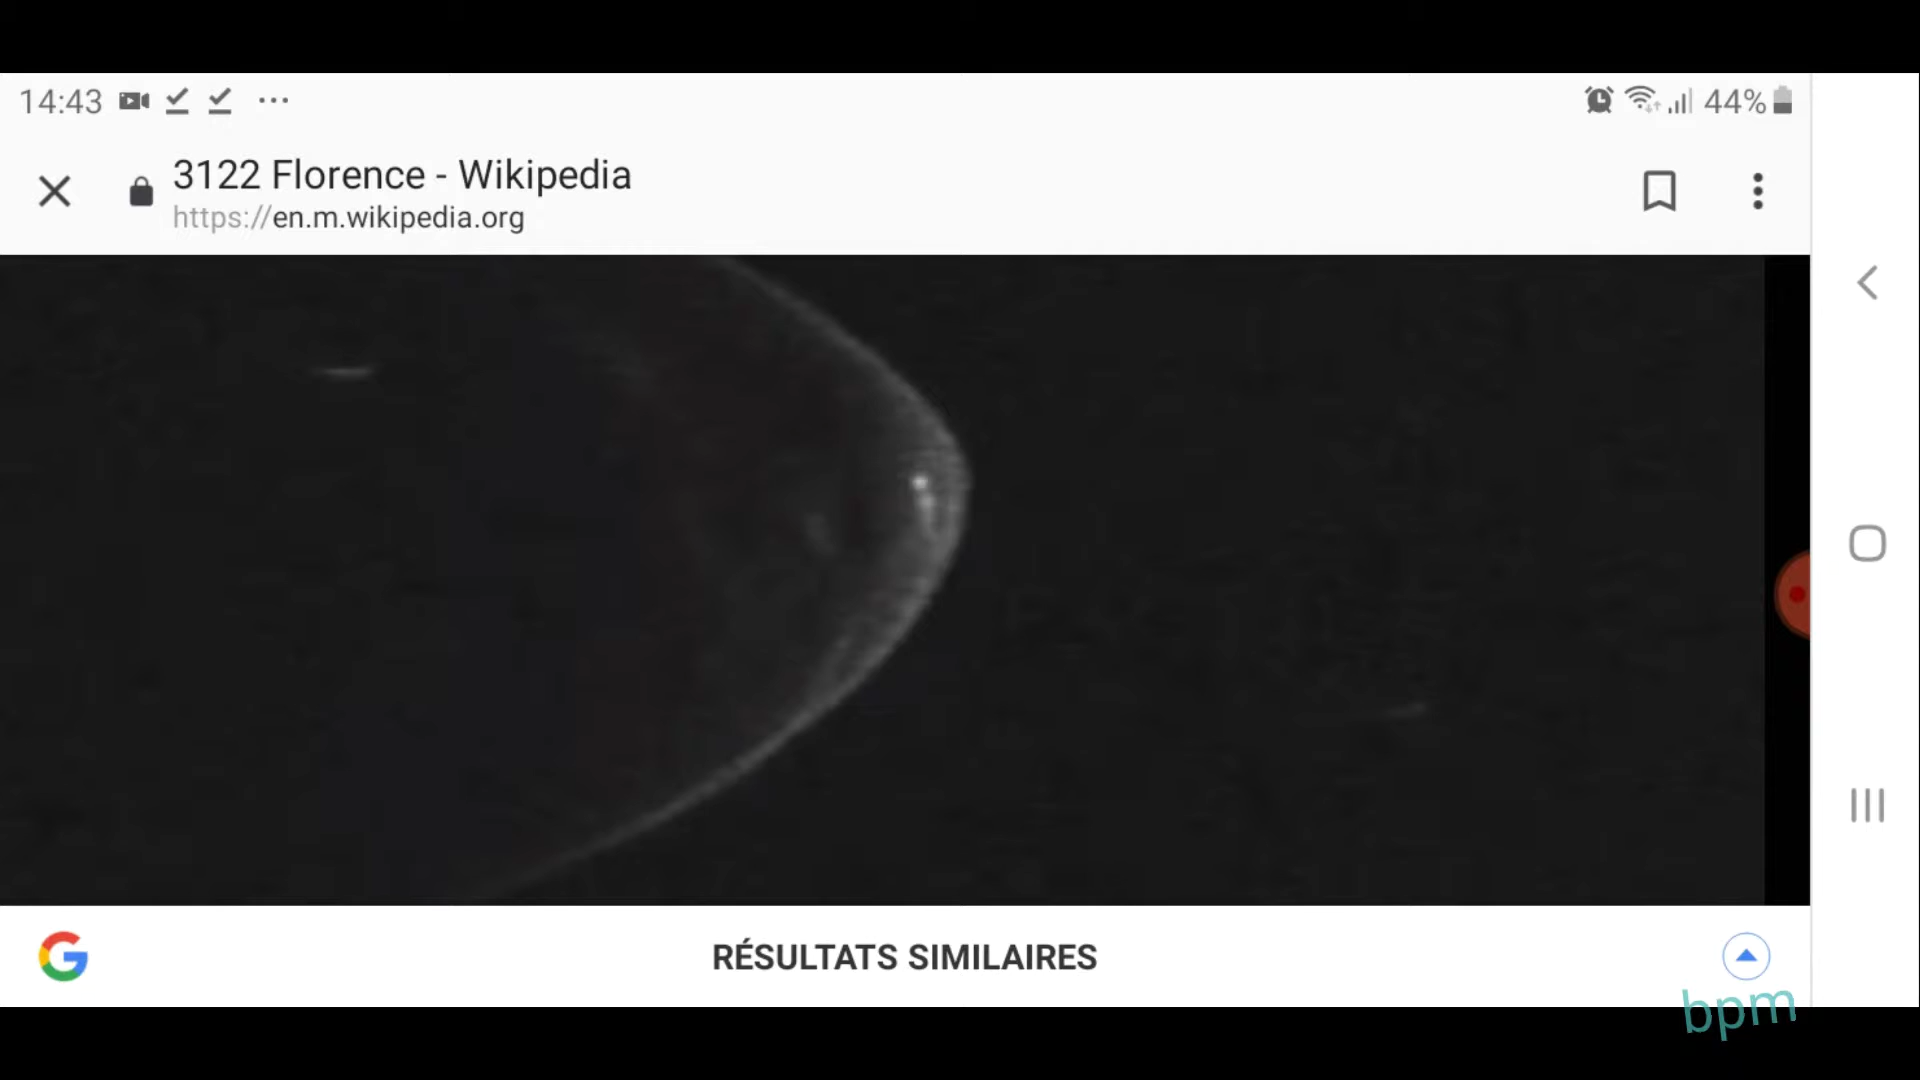 14:43
44%
3122 Florence - Wikipedia
https://en.m.wikipedia.org
RÉSULTATS SIMILAIRES
bpm